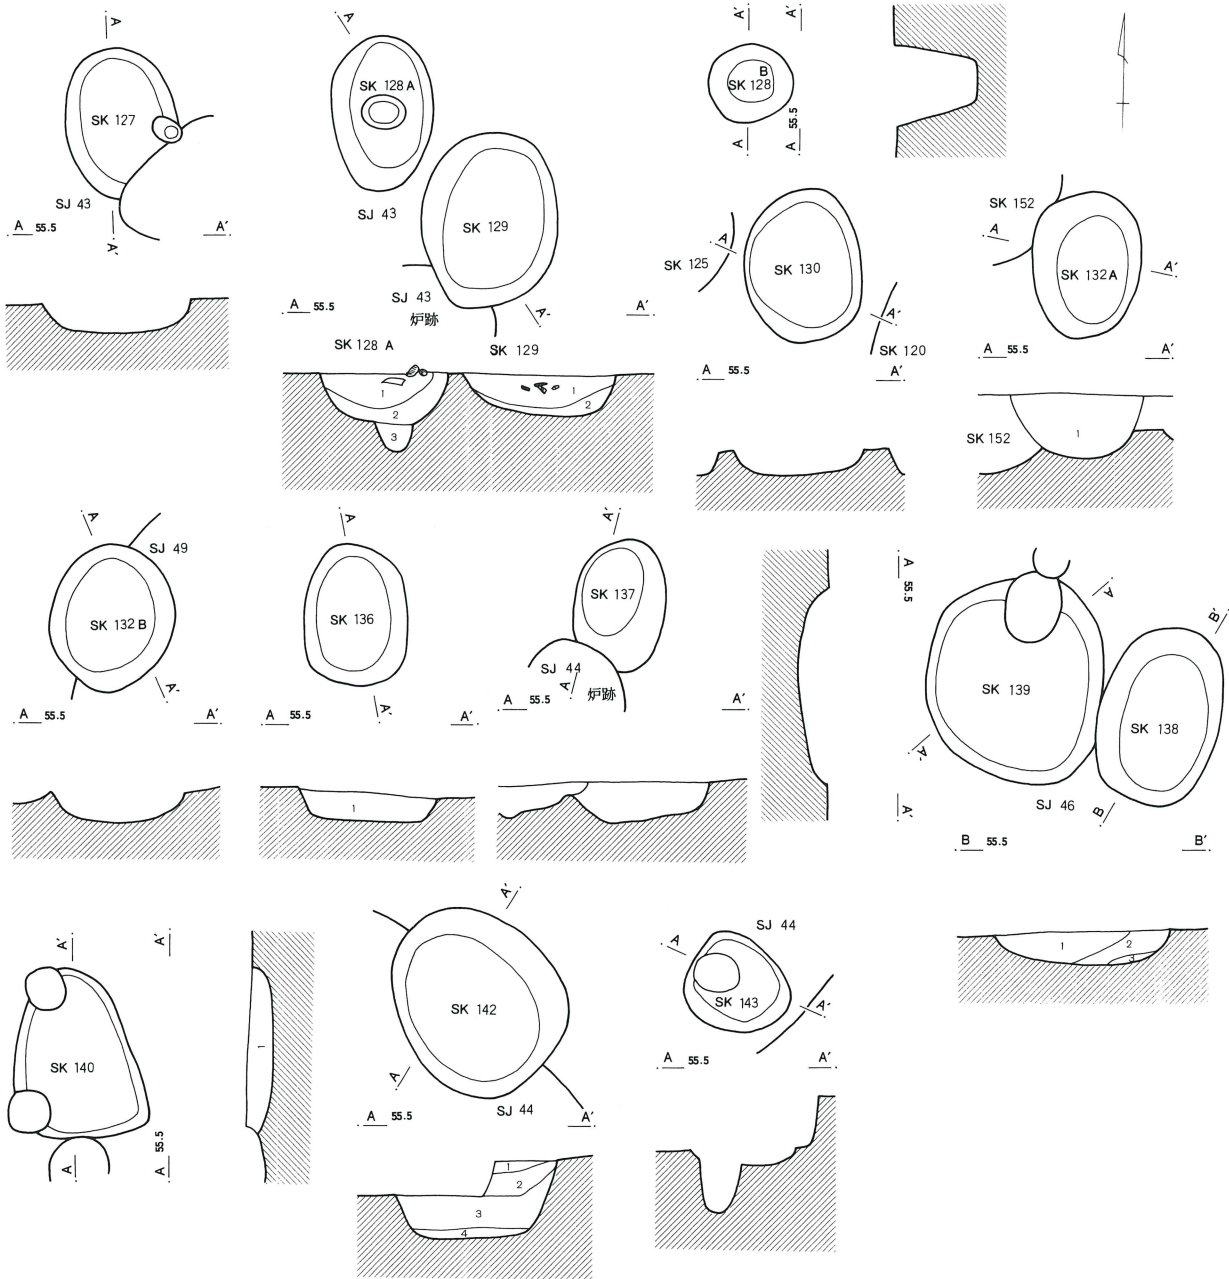 A
SK 127
SJ 43
A 55.5 A'
A'
A
SK 128 A
SJ 43
SK 129
SJ 43
炉跡
A'
A 55.5 A'
SK 128 A
SK 129
1
2
3
1
2
A' A'
B
SK 128
A A 55.5
SK 125
A
SK 130
A'
SK 120
A 55.5 A'
SK 152
A
SK 132 A
A'
A 55.5 A'
SK 152
1
A
SJ 49
SK 132 B
A'
A 55.5 A'
A
SK 136
A'
A 55.5 A'
1
A'
SK 137
SJ 44
炉跡
A
A 55.5 A'
A 55.5
A'
A
SK 139
A'
B'
SK 138
SJ 46
B
B 55.5 B'
1
2
3
A' A'
SK 140
A A 55.5
1
A'
SK 142
A
SJ 44
A 55.5 A'
1
2
3
4
A
SJ 44
SK 143
A'
A 55.5 A'